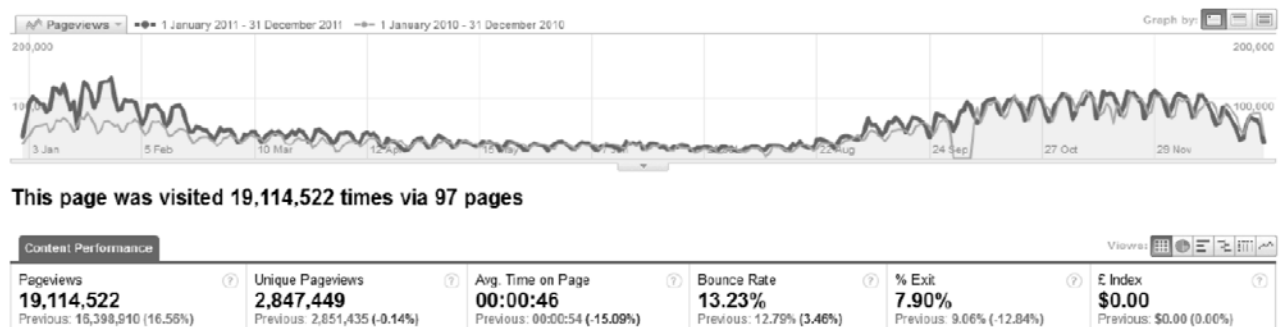 Pageviews
1 January 2011 - 31 December 2011
1 January 2010 - 31 December 2010
Graph by:
200,000
200,000
100,000
3 Jan
5 Feb
10 Mar
12 Apr
22 Aug
24 Sep
27 Oct
29 Nov
This page was visited 19,114,522 times via 97 pages
Content Performance
Views:
Pageviews ? Unique Pageviews ? Avg. Time on Page ? Bounce Rate ? % Exit ? £ Index ?
19,114,522 2,847,449 00:00:46 13.23% 7.90% $0.00
Previous: 16,398,910 (16.56%) Previous: 2,851,435 (-0.14%) Previous: 00:00:54 (-15.09%) Previous: 12.79% (3.46%) Previous: 9.06% (-12.84%) Previous: $0.00 (0.00%)